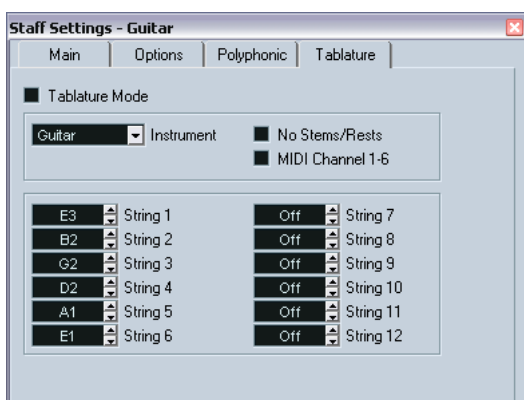 Staff Settings - Guitar
Main Options Polyphonic Tablature
Tablature Mode
Guitar Instrument No Stems/Rests
MIDI Channel 1-6
E3 String 1 Off String 7
B2 String 2 Off String 8
G2 String 3 Off String 9
D2 String 4 Off String 10
A1 String 5 Off String 11
E1 String 6 Off String 12